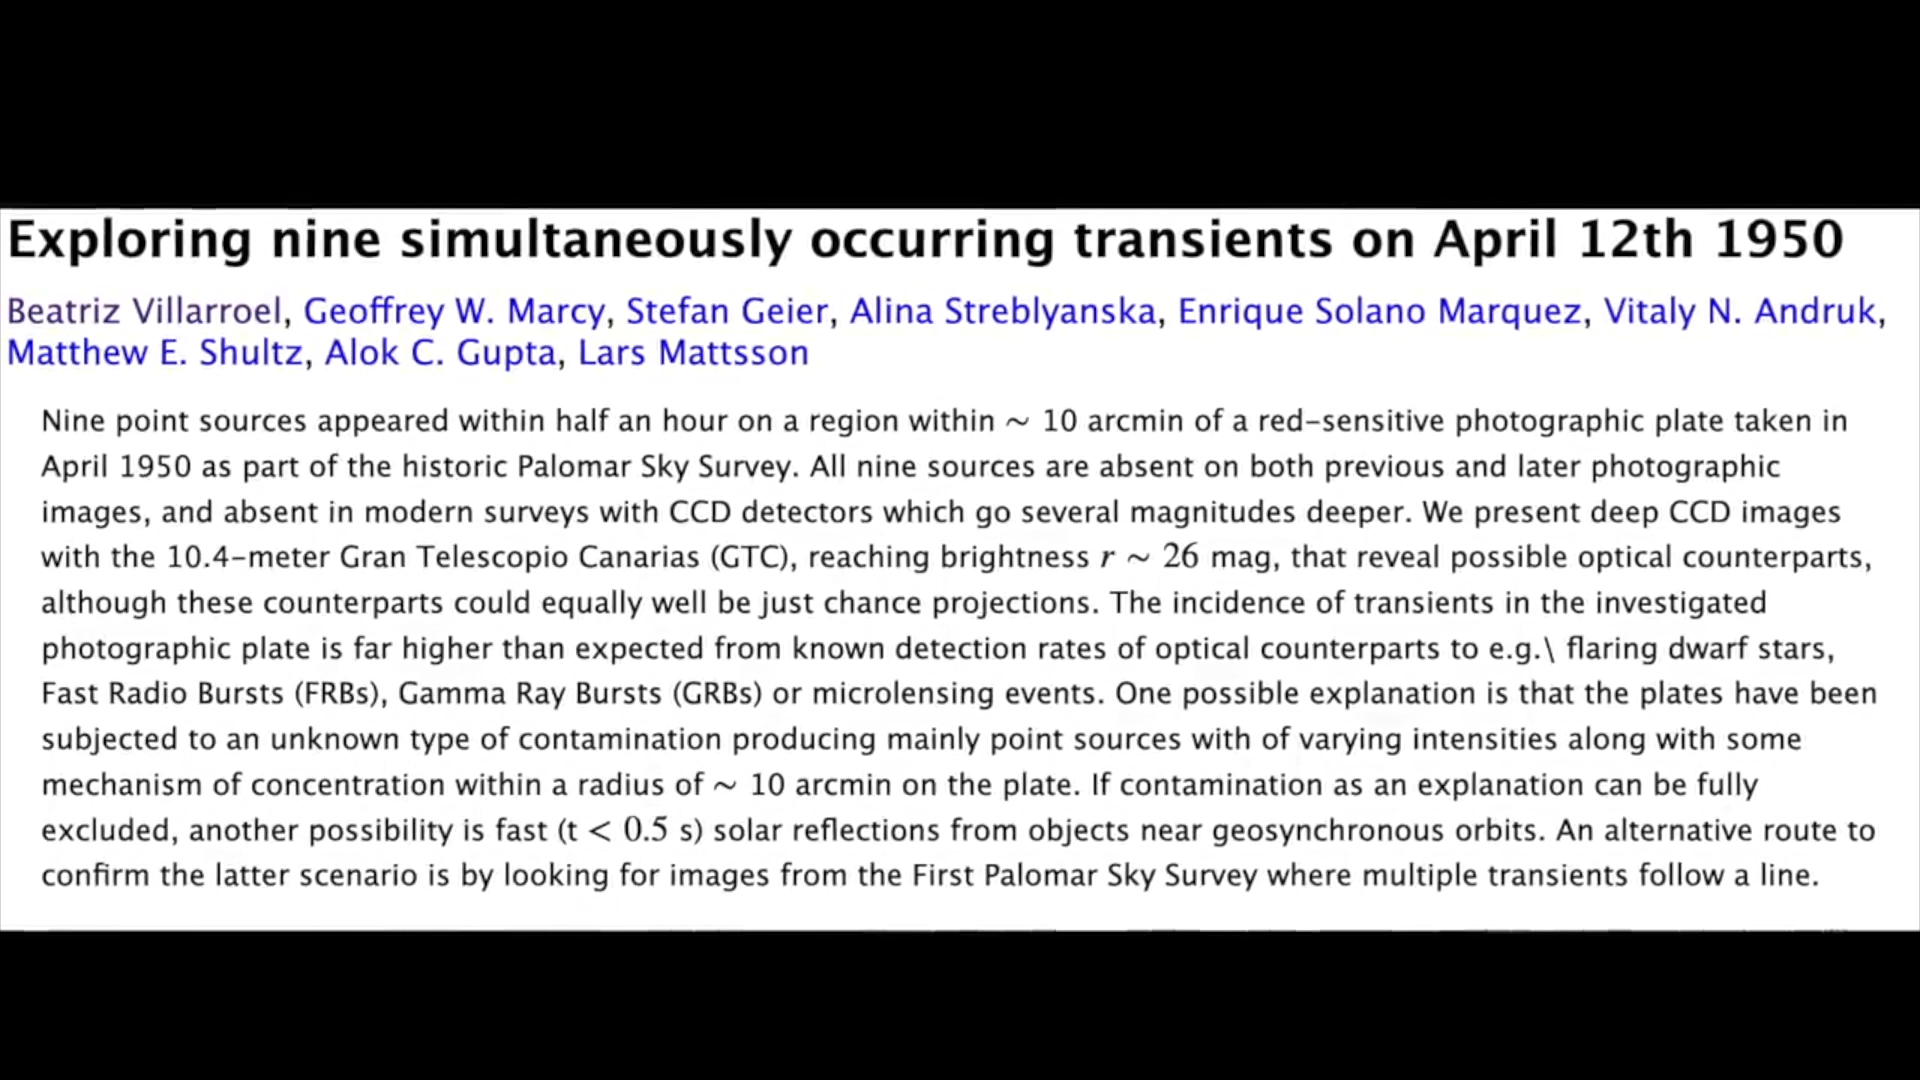 Exploring nine simultaneously occurring transients on April 12th 1950
Beatriz Villarroel, Geoffrey W. Marcy, Stefan Geier, Alina Streblyanska, Enrique Solano Marquez, Vitaly N. Andruk,
Matthew E. Shultz, Alok C. Gupta, Lars Mattsson
Nine point sources appeared within half an hour on a region within ∼ 10 arcmin of a red-sensitive photographic plate taken in
April 1950 as part of the historic Palomar Sky Survey. All nine sources are absent on both previous and later photographic
images, and absent in modern surveys with CCD detectors which go several magnitudes deeper. We present deep CCD images
with the 10.4-meter Gran Telescopio Canarias (GTC), reaching brightness r ∼ 26 mag, that reveal possible optical counterparts,
although these counterparts could equally well be just chance projections. The incidence of transients in the investigated
photographic plate is far higher than expected from known detection rates of optical counterparts to e.g.\ flaring dwarf stars,
Fast Radio Bursts (FRBs), Gamma Ray Bursts (GRBs) or microlensing events. One possible explanation is that the plates have been
subjected to an unknown type of contamination producing mainly point sources with of varying intensities along with some
mechanism of concentration within a radius of ∼ 10 arcmin on the plate. If contamination as an explanation can be fully
excluded, another possibility is fast (t < 0.5 s) solar reflections from objects near geosynchronous orbits. An alternative route to
confirm the latter scenario is by looking for images from the First Palomar Sky Survey where multiple transients follow a line.